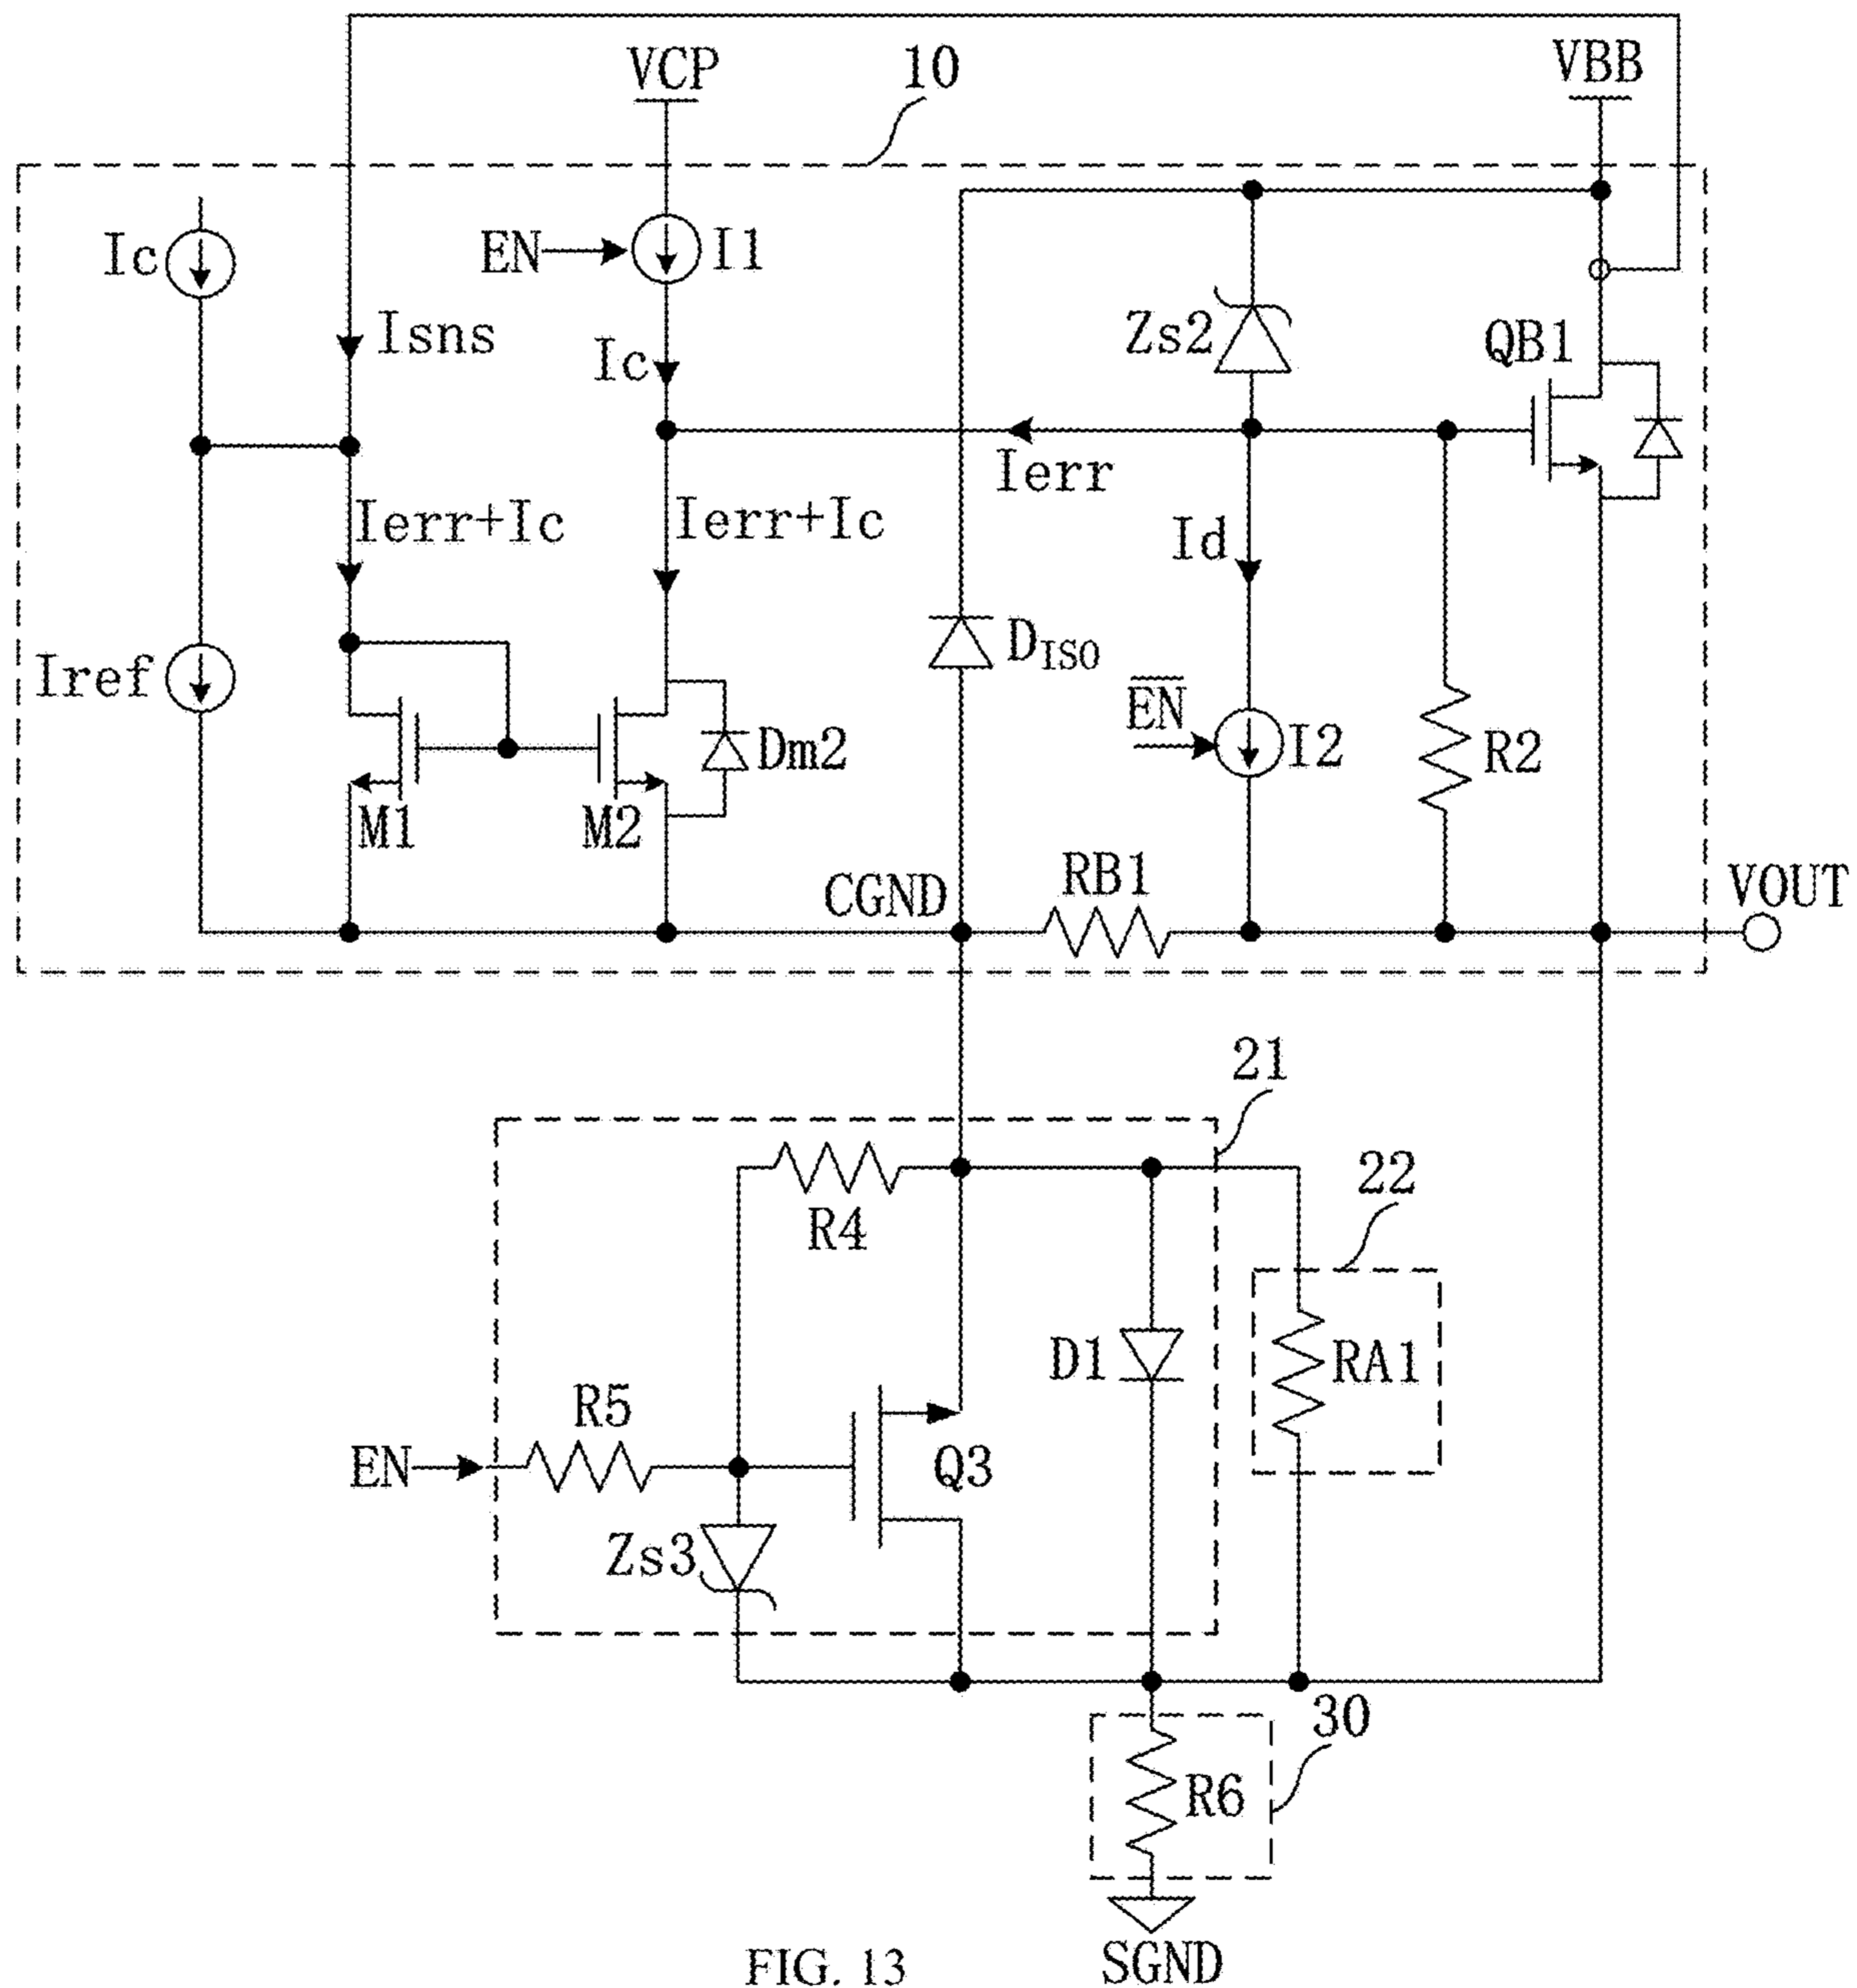 VCP
10
VBB
Ic
EN
I1
Isns
Ic
Zs2
QB1
Ierr
Ierr+Ic
Ierr+Ic
Id
Iref
DISO
EN
I2
R2
Dm2
M1
M2
CGND
RB1
VOUT
21
22
R4
D1
RA1
R5
EN
Q3
Zs3
30
R6
SGND
FIG. 13